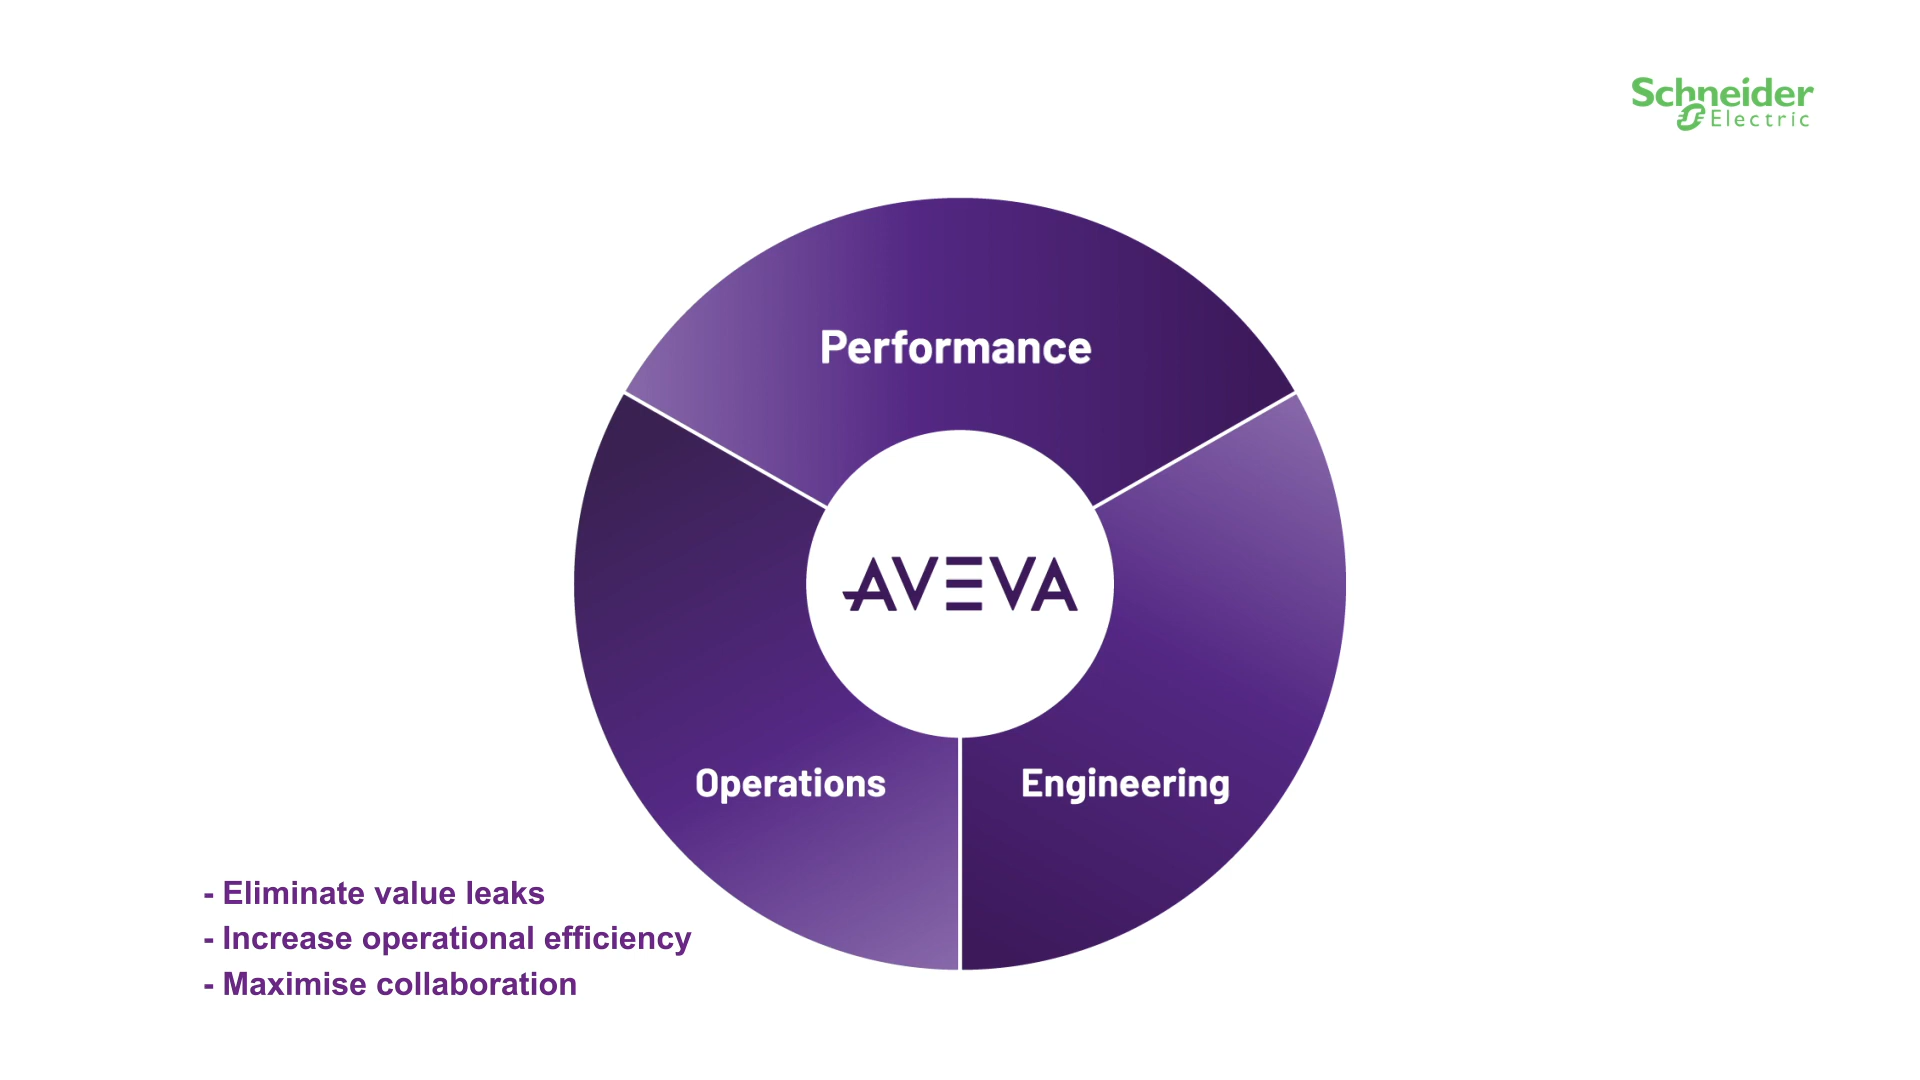 Schneider
Electric
Performance
AVEVA
Operations
Engineering
- Eliminate value leaks
- Increase operational efficiency
- Maximise collaboration